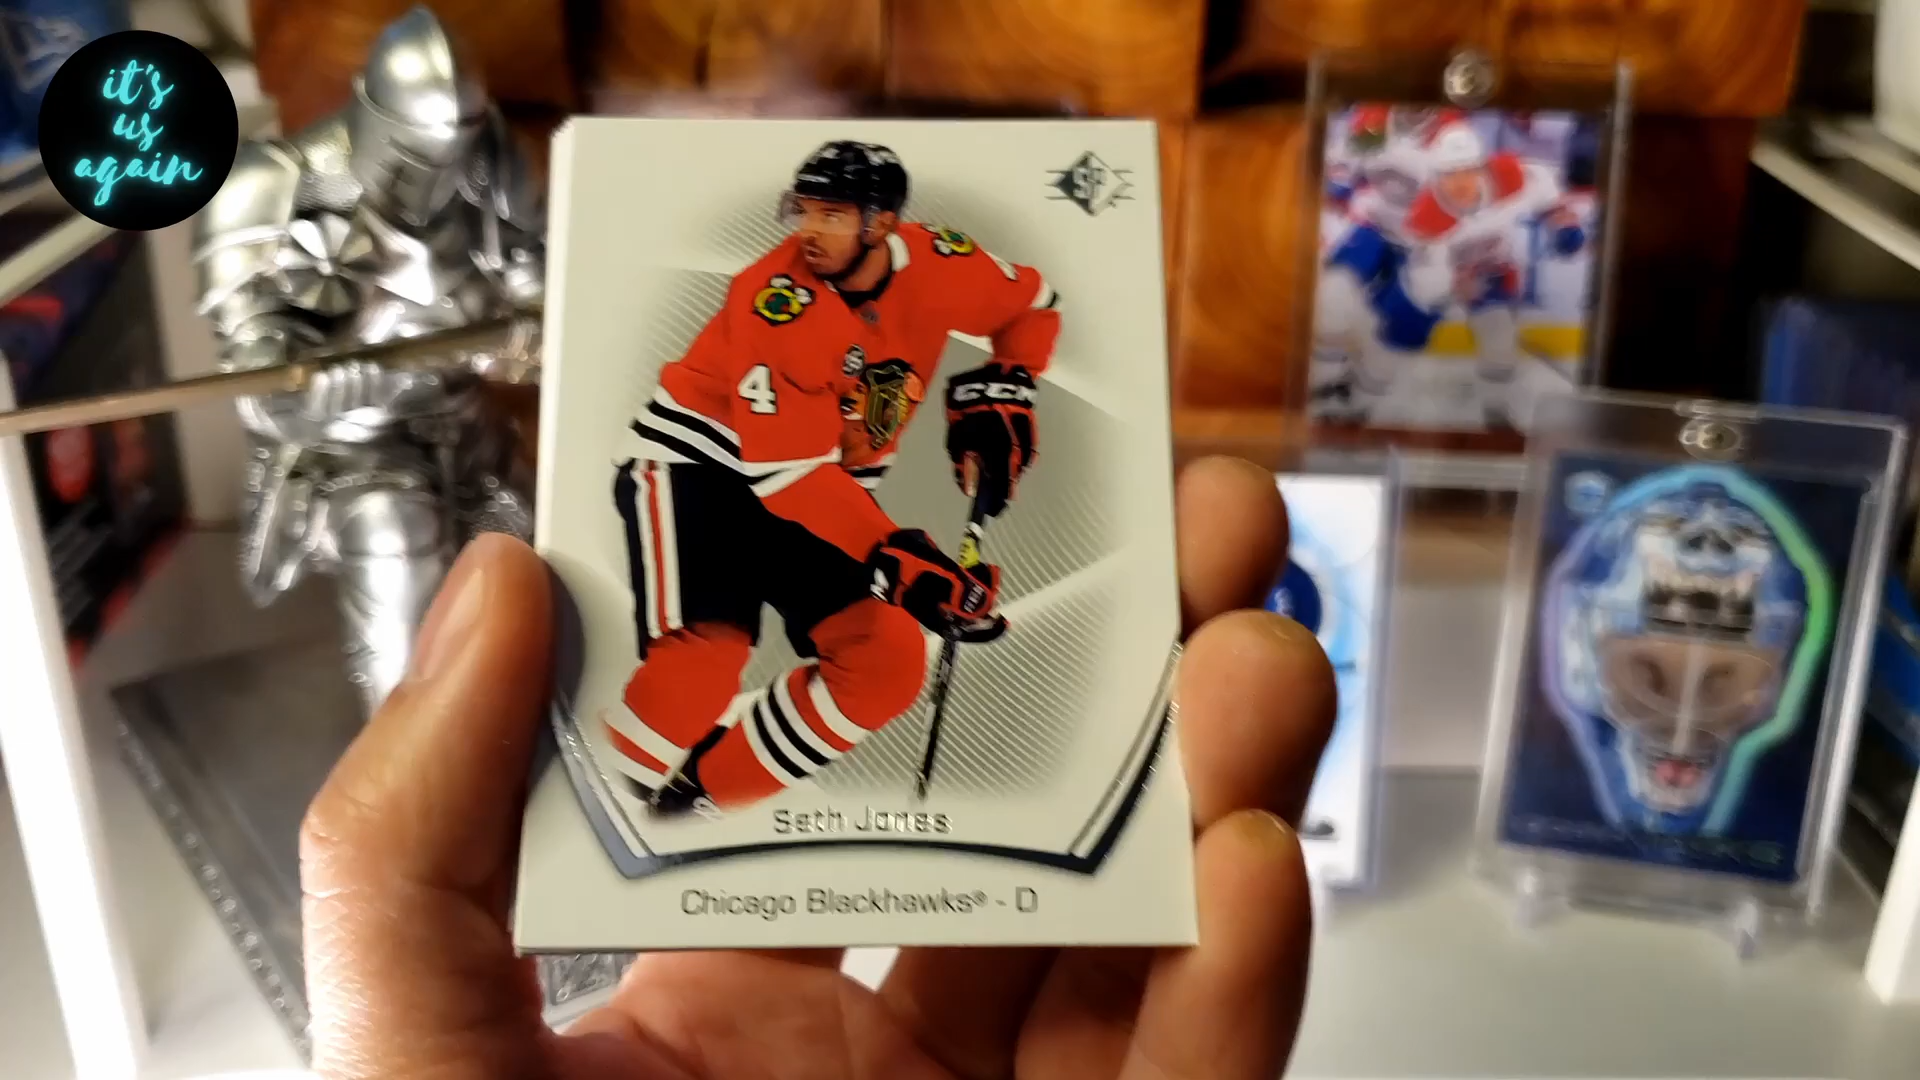 it's
us
again
SP
4
CCM
Seth Jones
Chicago Blackhawks® - D